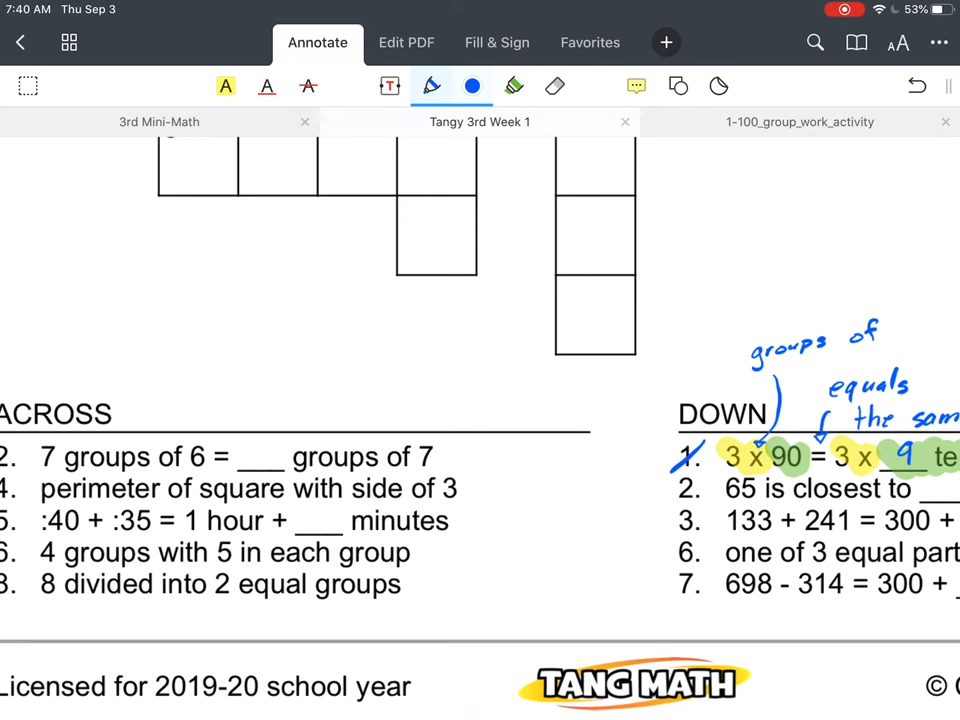 7:40 AM Thu Sep 3
53%
Annotate
Edit PDF
Fill & Sign
Favorites
AA
A A A T
3rd Mini-Math
Tangy 3rd Week 1
1-100_group_work_activity
groups of
equals
the sam
ACROSS
2. 7 groups of 6 = ___ groups of 7
4. perimeter of square with side of 3
5. :40 + :35 = 1 hour + ___ minutes
6. 4 groups with 5 in each group
8. 8 divided into 2 equal groups
DOWN
1. 3 x 90 = 3 x 9 te
2. 65 is closest to ___
3. 133 + 241 = 300 +
6. one of 3 equal part
7. 698 - 314 = 300 + _
Licensed for 2019-20 school year
TANG MATH
©